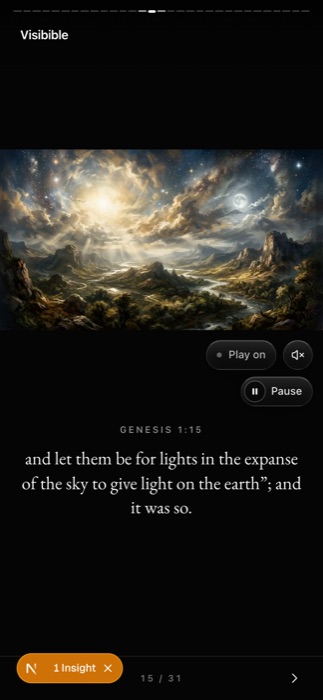 Visibible
Play on
Pause
GENESIS 1:15
and let them be for lights in the expanse
of the sky to give light on the earth”; and
it was so.
N 1 Insight
15 / 31